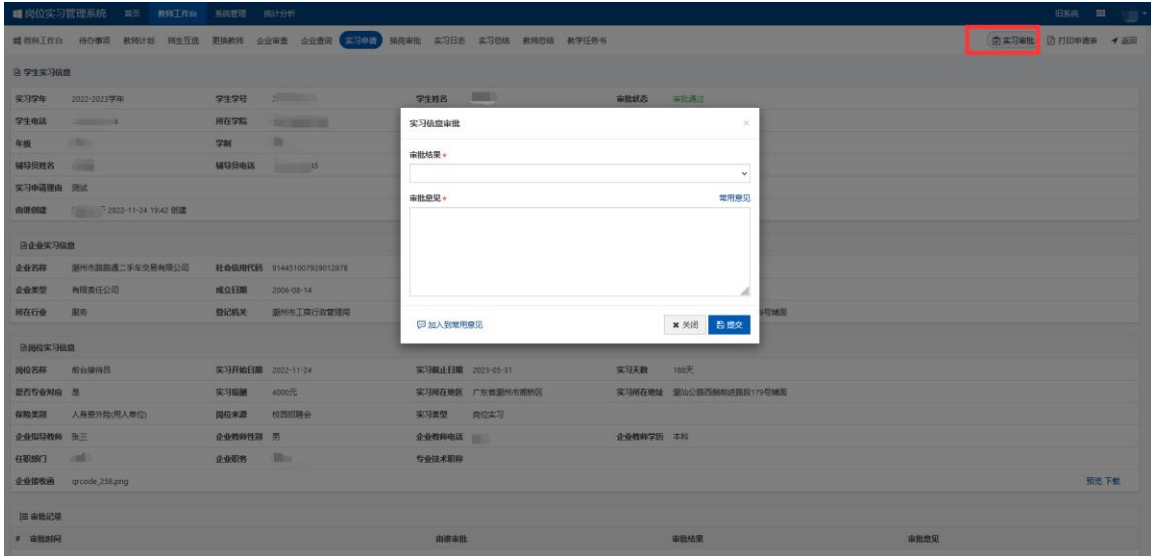 岗位实习管理系统 首页 教师工作台 系统管理 统计分析 旧系统
教师工作台 待办事项 教师计划 师生互选 更换教师 企业审查 企业查询 实习申请 换岗审批 实习日志 实习总结 教师总结 教学任务书 实习审批 打印申请表 返回
学生实习信息
实习学年 2022-2023学年 学生学号 学生姓名 审批状态 审批通过
学生电话 所在学院
年级 学制
辅导员姓名 辅导员电话
实习申请理由 测试
由谁创建 2022-11-24 19:42 创建
实习信息审批
审批结果 *
审批意见 * 常用意见
加入到常用意见 关闭 提交
企业实习信息
企业名称 潮州市路路通二手车交易有限公司 社会信用代码 914451007929012878
企业类型 有限责任公司 成立日期 2006-08-14
所在行业 服务 登记机关 潮州市工商行政管理局 79号铺面
岗位实习信息
岗位名称 前台接待员 实习开始日期 2022-11-24 实习截止日期 2023-05-31 实习天数 188天
是否专业对应 是 实习报酬 4000元 实习所在地区 广东省潮州市湘桥区 实习所在地址 潮汕公路西侧前进路段179号铺面
保险类别 人身意外险(用人单位) 岗位来源 校园招聘会 实习类型 岗位实习
企业指导教师 张三 企业教师性别 男 企业教师电话 企业教师学历 本科
任职部门 企业职务 专业技术职称
企业接收函 qrcode_258.png 预览 下载
审批记录
# 审批时间 由谁审批 审批结果 审批意见